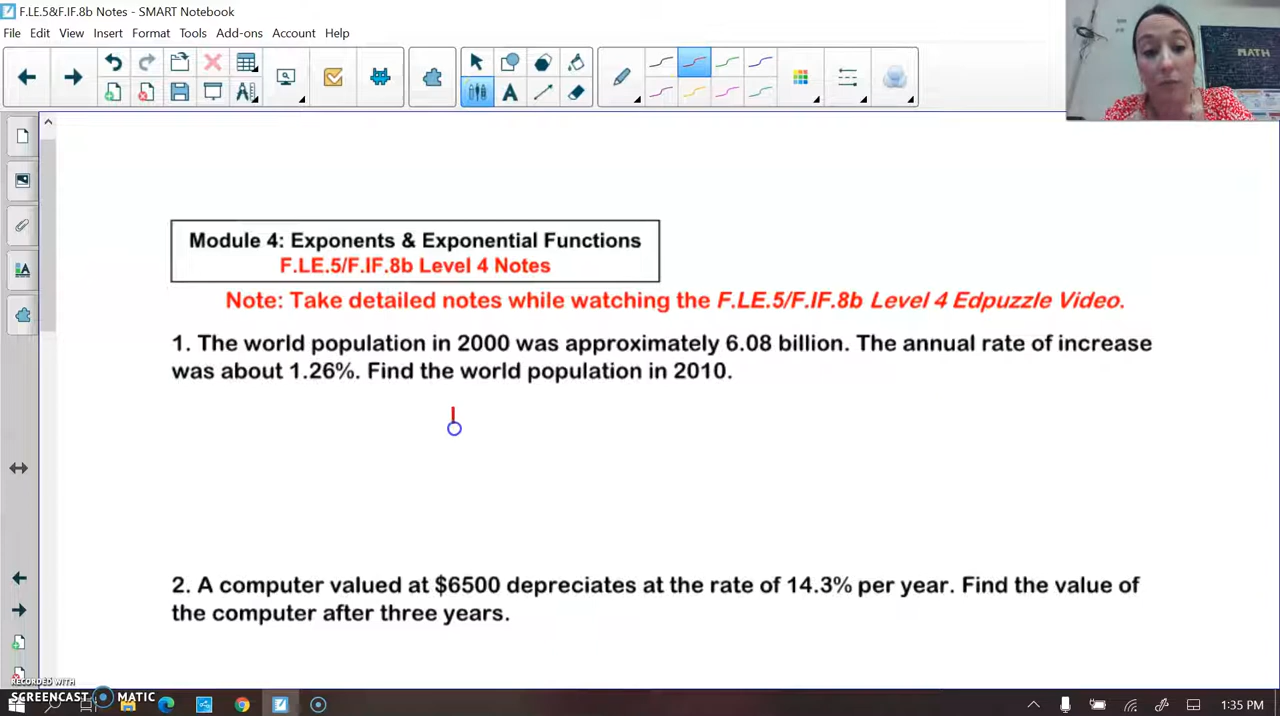 F.LE.5&F.IF.8b Notes - SMART Notebook
File Edit View Insert Format Tools Add-ons Account Help
MATH
Module 4: Exponents & Exponential Functions
F.LE.5/F.IF.8b Level 4 Notes
Note: Take detailed notes while watching the F.LE.5/F.IF.8b Level 4 Edpuzzle Video.
1. The world population in 2000 was approximately 6.08 billion. The annual rate of increase
was about 1.26%. Find the world population in 2010.
2. A computer valued at $6500 depreciates at the rate of 14.3% per year. Find the value of
the computer after three years.
RECORDED WITH
SCREENCAST MATIC
1:35 PM